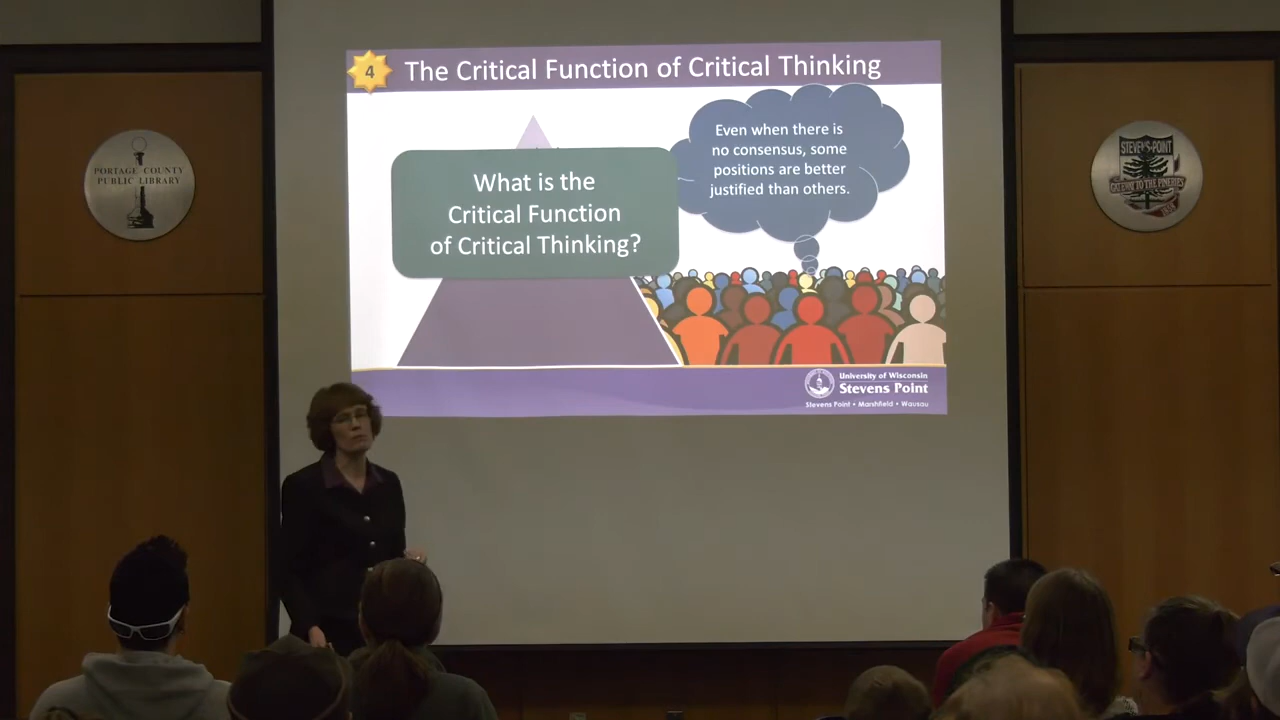 4
The Critical Function of Critical Thinking
What is the
Critical Function
of Critical Thinking?
Even when there is
no consensus, some
positions are better
justified than others.
University of Wisconsin
Stevens Point
Stevens Point • Marshfield • Wausau
PORTAGE COUNTY
PUBLIC LIBRARY
STEVENS POINT
GATEWAY TO THE PINERIES